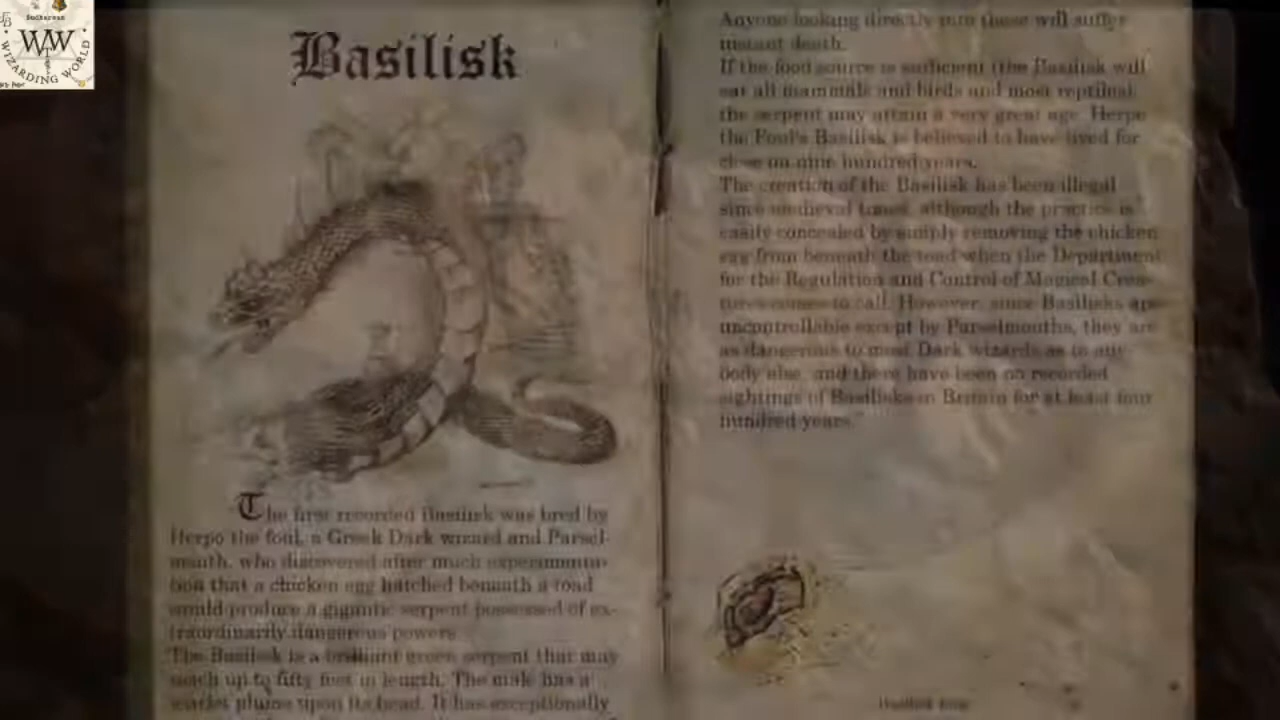 WW
WIZARDING WORLD
Basilisk
The first recorded Basilisk was bred by
Herpo the foul, a Greek Dark wizard and Parsel-
mouth, who discovered after much experimenta-
tion that a chicken egg hatched beneath a toad
would produce a gigantic serpent possessed of ex-
traordinarily dangerous powers.
The Basilisk is a brilliant green serpent that may
reach up to fifty feet in length. The male has a
scarlet plume upon its head. It has exceptionally
Anyone looking directly into these will suffer
instant death.
If the food source is sufficient (the Basilisk will
eat all mammals and birds and most reptiles),
the serpent may attain a very great age. Herpo
the Foul's Basilisk is believed to have lived for
close on nine hundred years.
The creation of the Basilisk has been illegal
since medieval times, although the practice is
easily concealed by simply removing the chicken
egg from beneath the toad when the Department
for the Regulation and Control of Magical Crea-
tures comes to call. However, since Basilisks are
uncontrollable except by Parselmouths, they are
as dangerous to most Dark wizards as to any-
body else, and there have been no recorded
sightings of Basilisks in Britain for at least four
hundred years."